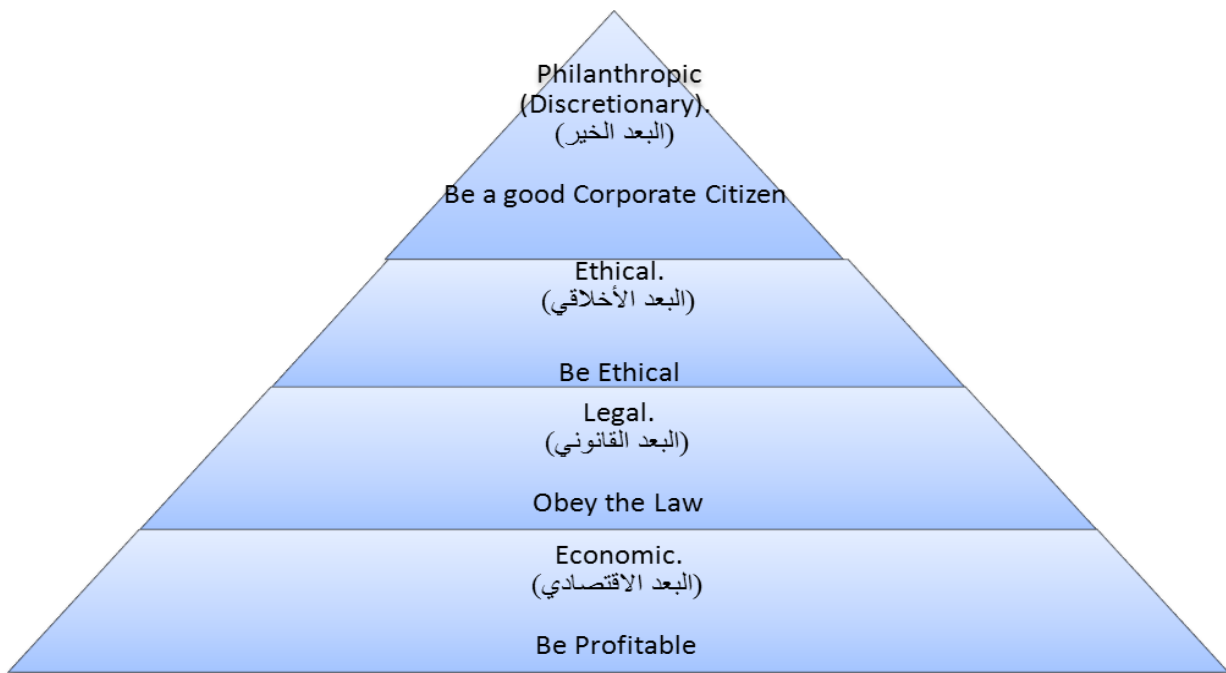 Philanthropic
(Discretionary).
(البعد الخير)
Be a good Corporate Citizen
Ethical.
(البعد الأخلاقي)
Be Ethical
Legal.
(البعد القانوني)
Obey the Law
Economic.
(البعد الاقتصادي)
Be Profitable